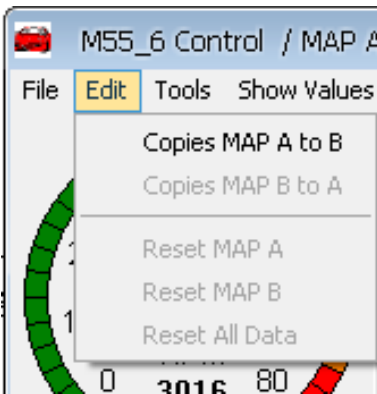 M55_6 Control / MAP A
File Edit Tools Show Values
Copies MAP A to B
Copies MAP B to A
Reset MAP A
Reset MAP B
Reset All Data
0 3016 80